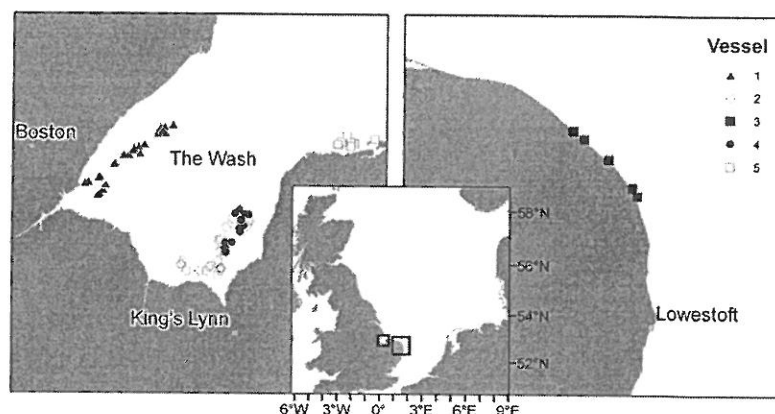 Vessel
1
2
3
4
5
Boston
The Wash
King's Lynn
Lowestoft
58°N
56°N
54°N
52°N
6°W 3°W 0° 3°E 6°E 9°E